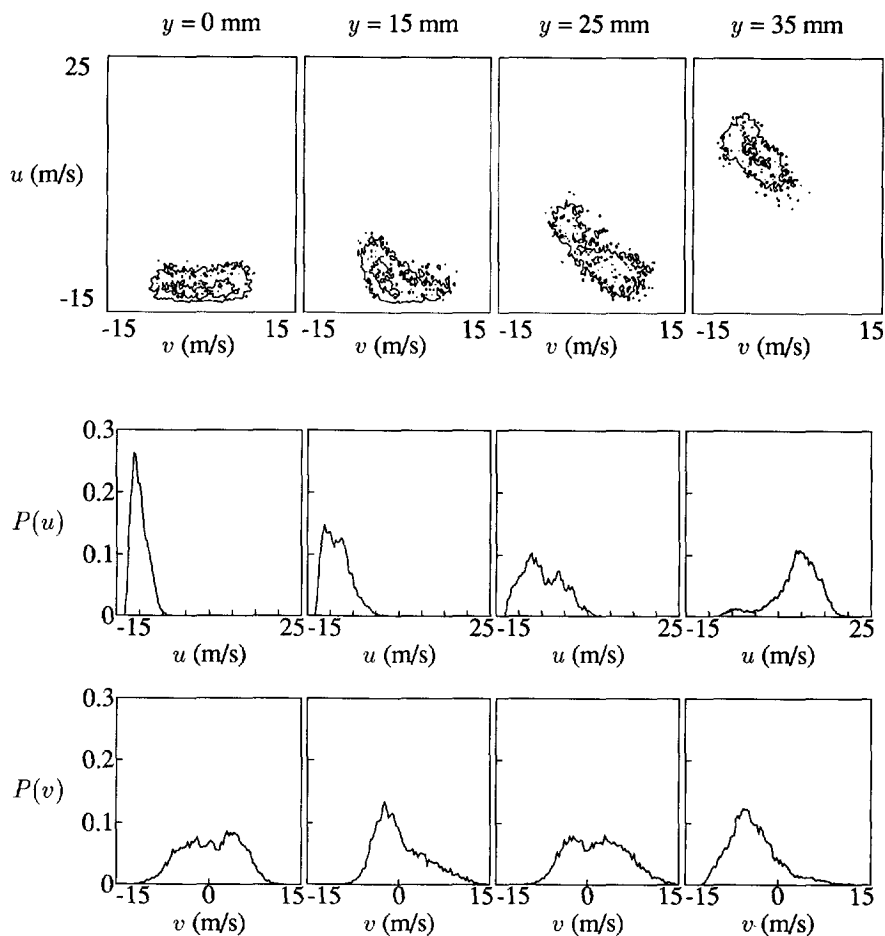 y = 0 mm y = 15 mm y = 25 mm y = 35 mm
25
u (m/s)
-15
-15 15 -15 15 -15 15 -15 15
v (m/s) v (m/s) v (m/s) v (m/s)
0.3
0.2
P(u)
0.1
0
-15 25 -15 25 -15 25 -15 25
u (m/s) u (m/s) u (m/s) u (m/s)
0.3
0.2
P(v)
0.1
0
-15 0 15 -15 0 15 -15 0 15 -15 0 15
v (m/s) v (m/s) v (m/s) v (m/s)